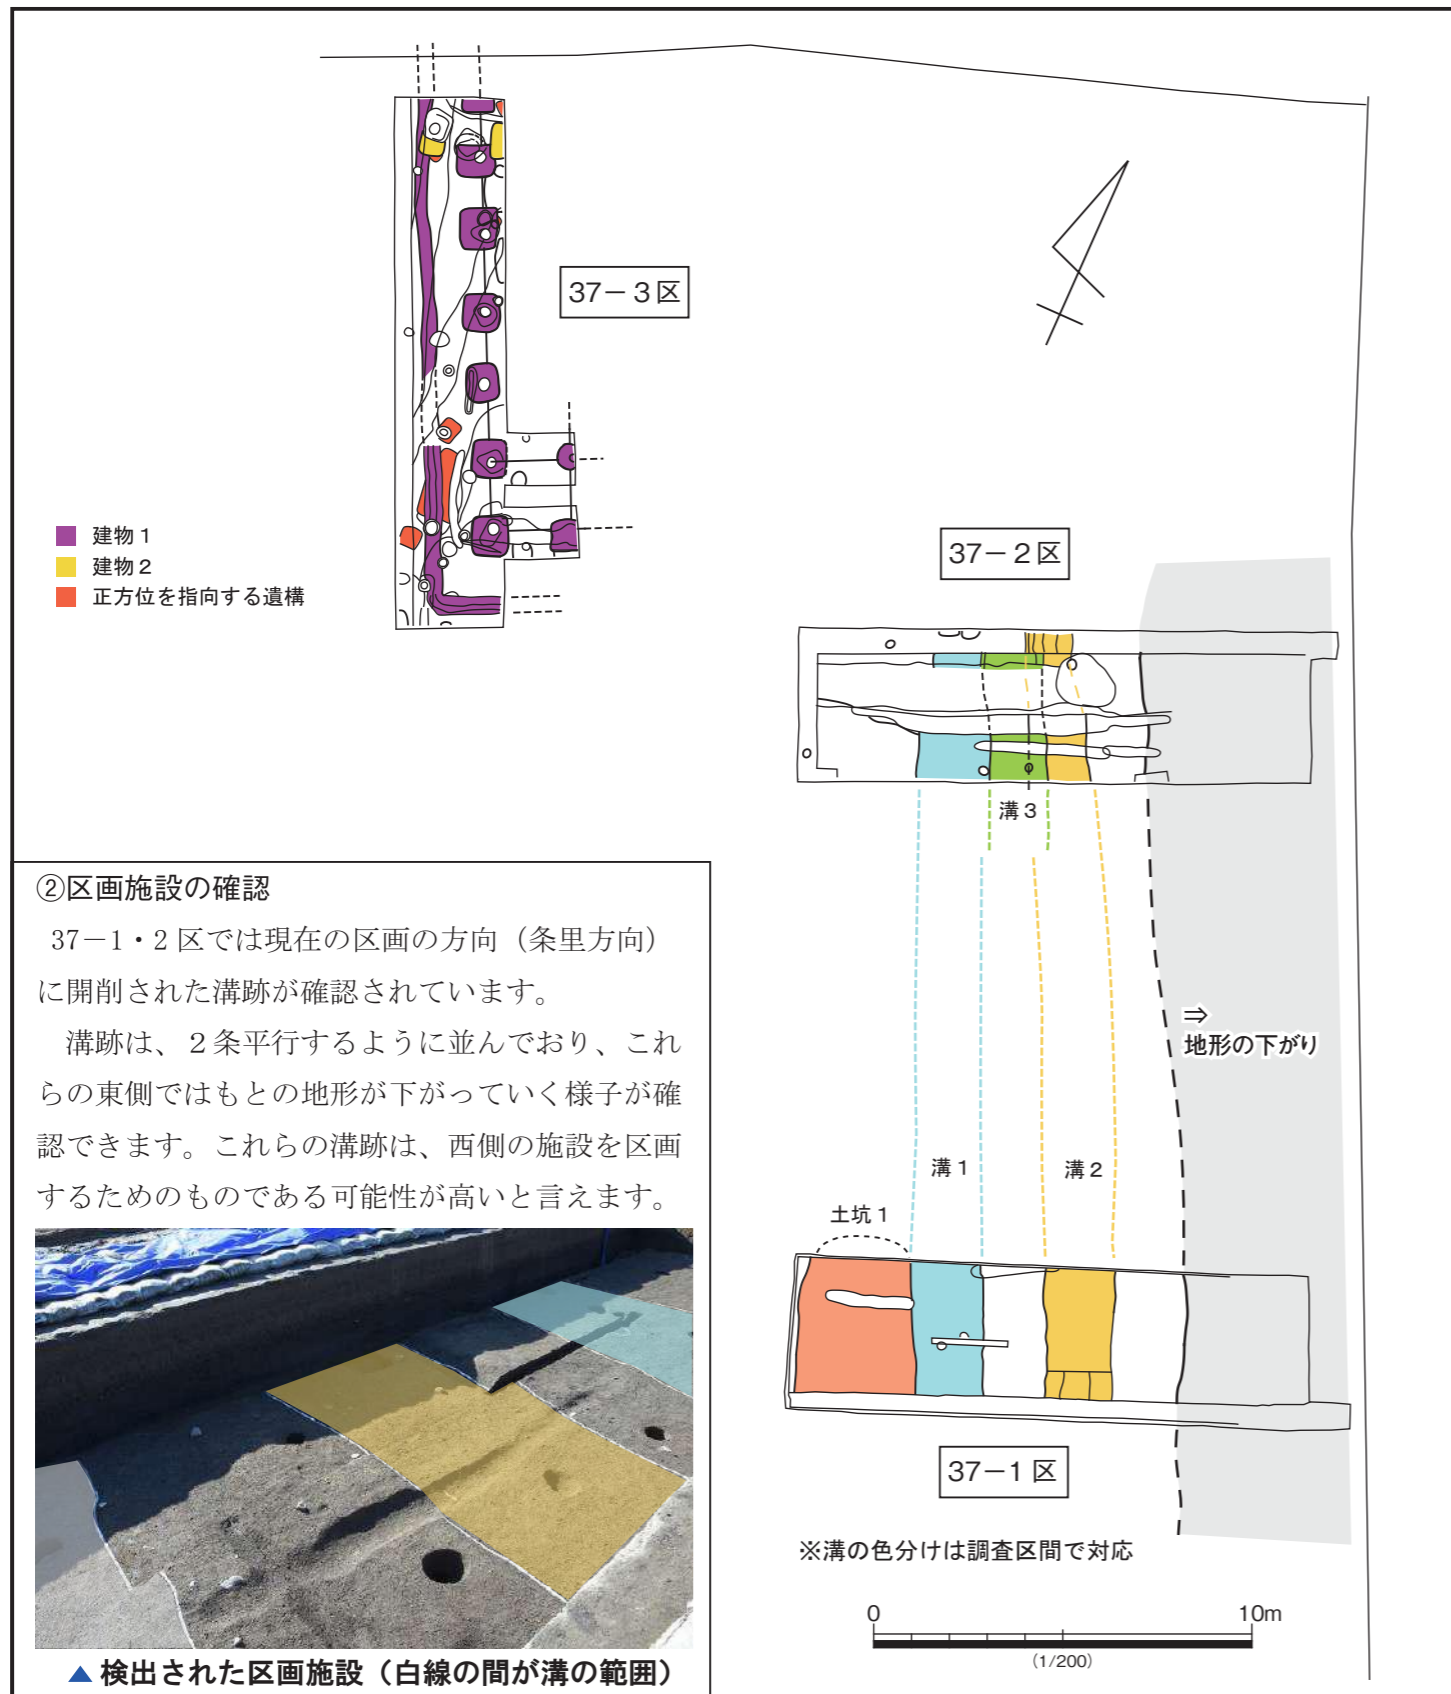 37－3区
建物１
建物２
正方位を指向する遺構
37－2区
溝３
②区画施設の確認
37－1・2 区では現在の区画の方向（条里方向）
に開削された溝跡が確認されています。
溝跡は、２条平行するように並んでおり、これ
らの東側ではもとの地形が下がっていく様子が確
認できます。これらの溝跡は、西側の施設を区画
するためのものである可能性が高いと言えます。
⇒
地形の下がり
溝１
溝２
土坑１
37－1区
※溝の色分けは調査区間で対応
0 10m
(1/200)
▲検出された区画施設（白線の間が溝の範囲）